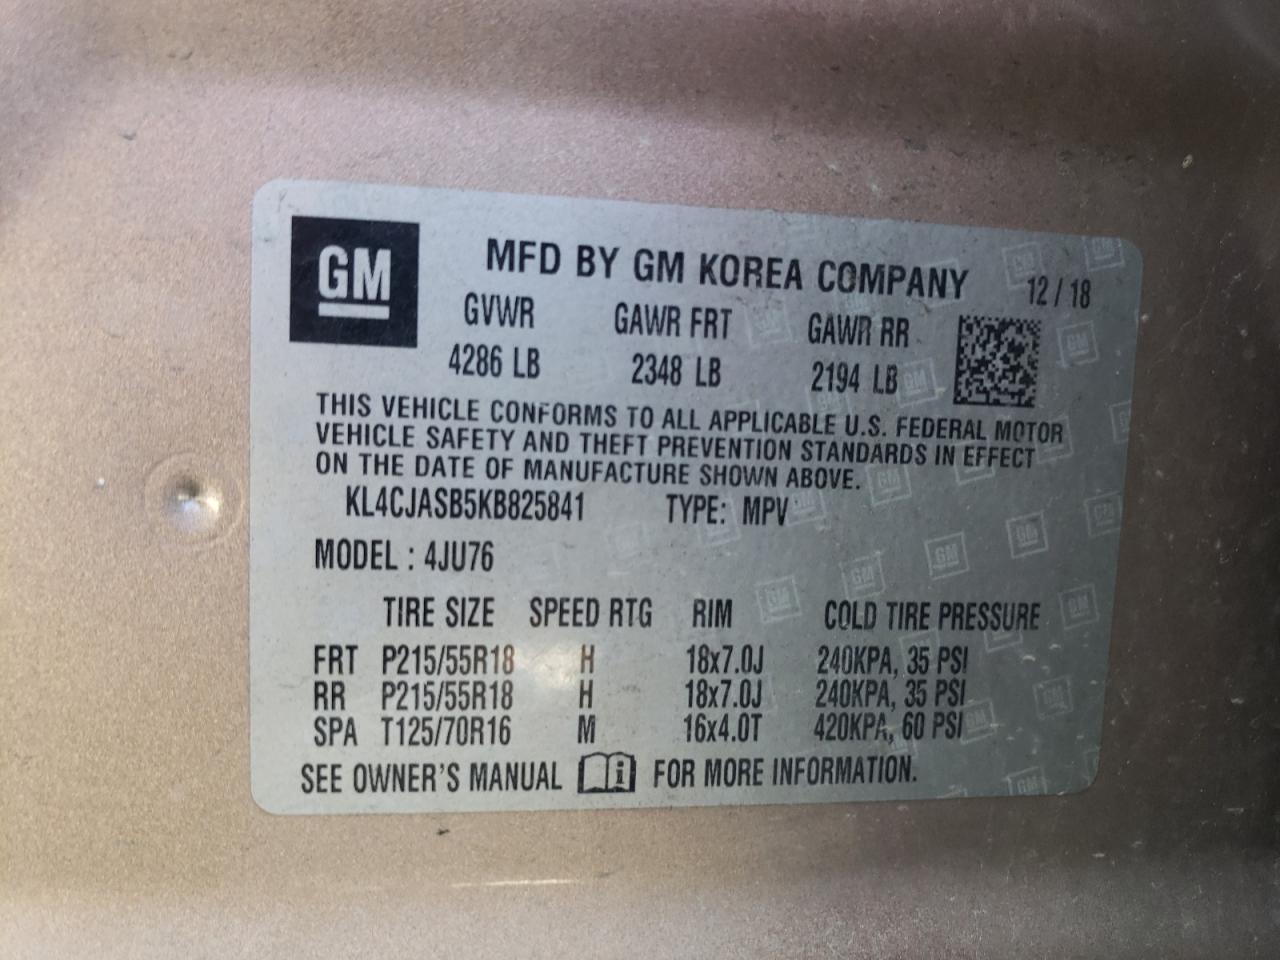 GM
MFD BY GM KOREA COMPANY 12 / 18
GVWR GAWR FRT GAWR RR
4286 LB 2348 LB 2194 LB
THIS VEHICLE CONFORMS TO ALL APPLICABLE U.S. FEDERAL MOTOR
VEHICLE SAFETY AND THEFT PREVENTION STANDARDS IN EFFECT
ON THE DATE OF MANUFACTURE SHOWN ABOVE.
KL4CJASB5KB825841 TYPE: MPV
MODEL : 4JU76
TIRE SIZE SPEED RTG RIM COLD TIRE PRESSURE
FRT P215/55R18 H 18x7.0J 240KPA, 35 PSI
RR P215/55R18 H 18x7.0J 240KPA, 35 PSI
SPA T125/70R16 M 16x4.0T 420KPA, 60 PSI
SEE OWNER'S MANUAL i FOR MORE INFORMATION.